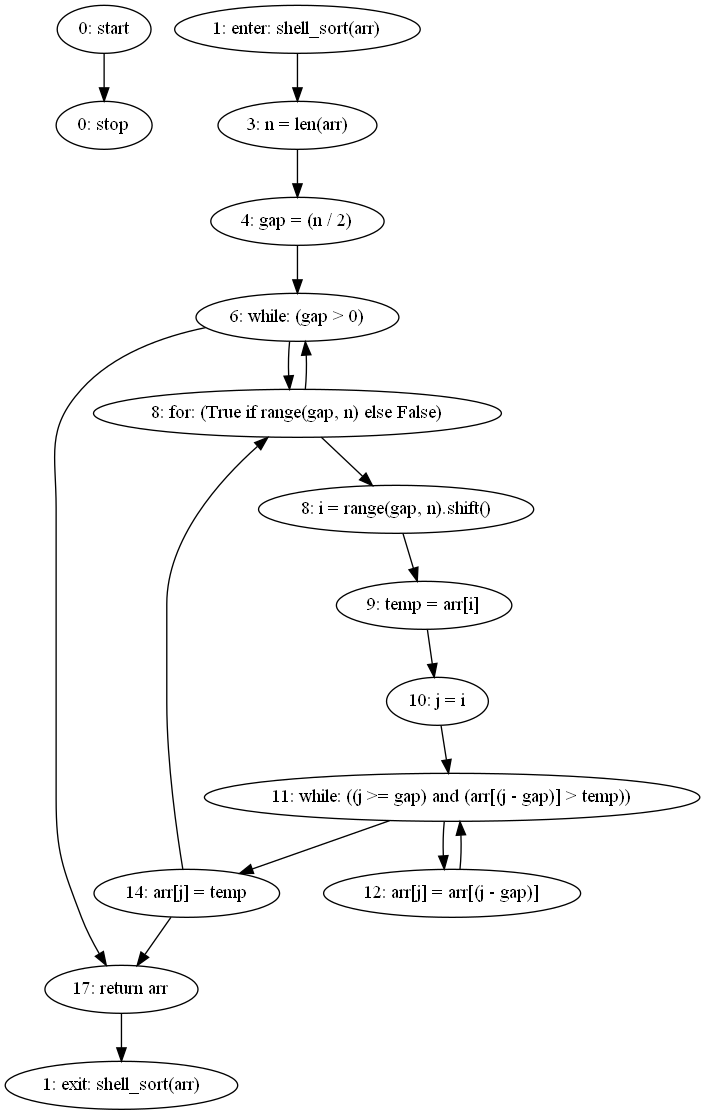 0: start
1: enter: shell_sort(arr)
0: stop
3: n = len(arr)
4: gap = (n / 2)
6: while: (gap > 0)
8: for: (True if range(gap, n) else False)
8: i = range(gap, n).shift()
9: temp = arr[i]
10: j = i
11: while: ((j >= gap) and (arr[(j - gap)] > temp))
14: arr[j] = temp
12: arr[j] = arr[(j - gap)]
17: return arr
1: exit: shell_sort(arr)